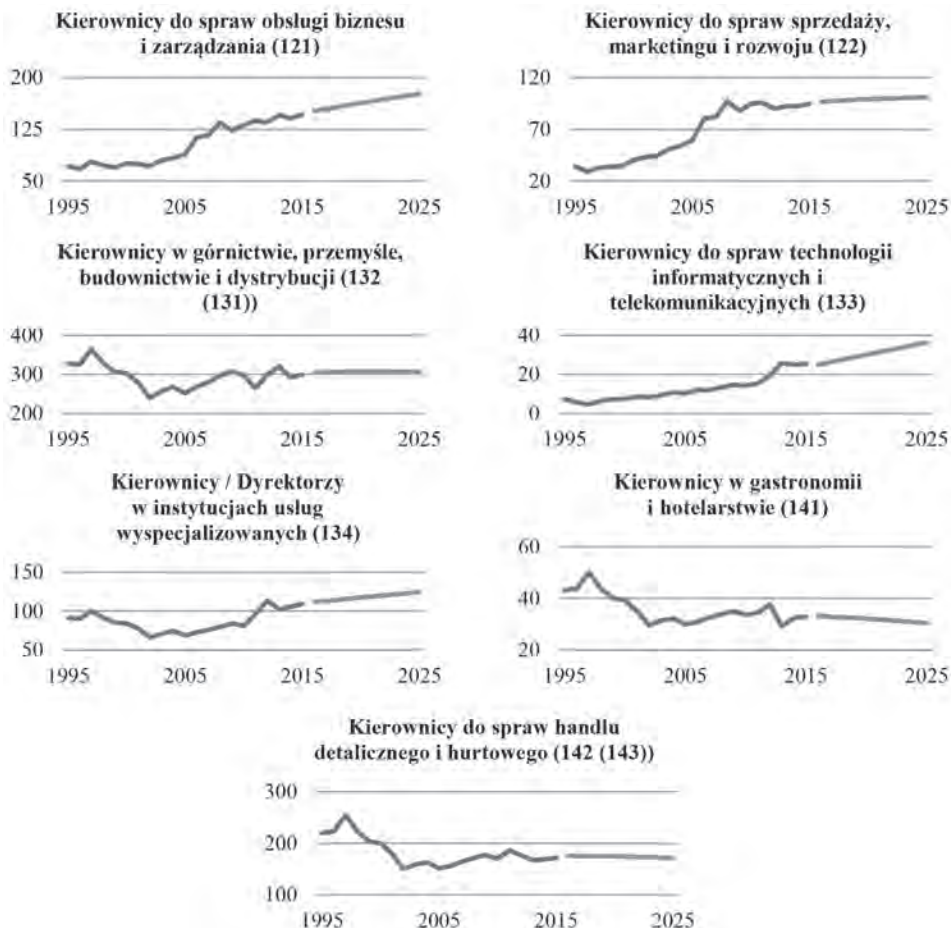 Kierownicy do spraw obsługi biznesu
i zarządzania (121)
200
125
50
1995 2005 2015 2025
Kierownicy do spraw sprzedaży,
marketingu i rozwoju (122)
120
70
20
1995 2005 2015 2025
Kierownicy w górnictwie, przemyśle,
budownictwie i dystrybucji (132
(131))
400
300
200
1995 2005 2015 2025
Kierownicy do spraw technologii
informatycznych i
telekomunikacyjnych (133)
40
20
0
1995 2005 2015 2025
Kierownicy / Dyrektorzy
w instytucjach usług
wyspecjalizowanych (134)
150
100
50
1995 2005 2015 2025
Kierownicy w gastronomii
i hotelarstwie (141)
60
40
20
1995 2005 2015 2025
Kierownicy do spraw handlu
detalicznego i hurtowego (142 (143))
300
200
100
1995 2005 2015 2025